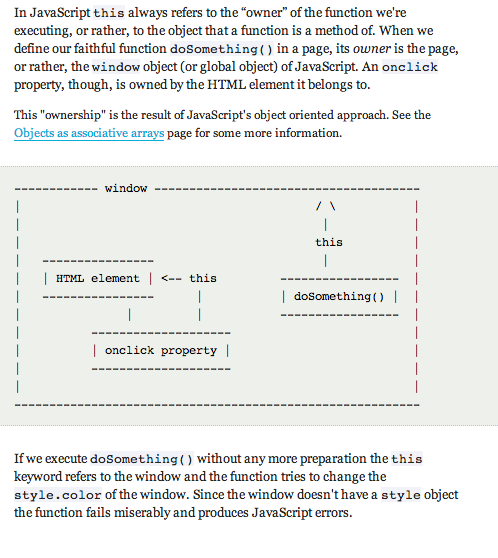 In JavaScript this always refers to the “owner” of the function we're
executing, or rather, to the object that a function is a method of. When we
define our faithful function doSomething() in a page, its owner is the page,
or rather, the window object (or global object) of JavaScript. An onclick
property, though, is owned by the HTML element it belongs to.
This "ownership" is the result of JavaScript's object oriented approach. See the
Objects as associative arrays page for some more information.
------------ window --------------------------------------
|                                          / \           |
|                                           |            |
|                                         this           |
|   ----------------                        |            |
|   | HTML element | <-- this         -----------------  |
|   ----------------      |           | doSomething() |  |
|               |         |           -----------------  |
|          --------------------                          |
|          | onclick property |                          |
|          --------------------                          |
|                                                        |
----------------------------------------------------------
If we execute doSomething() without any more preparation the this
keyword refers to the window and the function tries to change the
style.color of the window. Since the window doesn't have a style object
the function fails miserably and produces JavaScript errors.